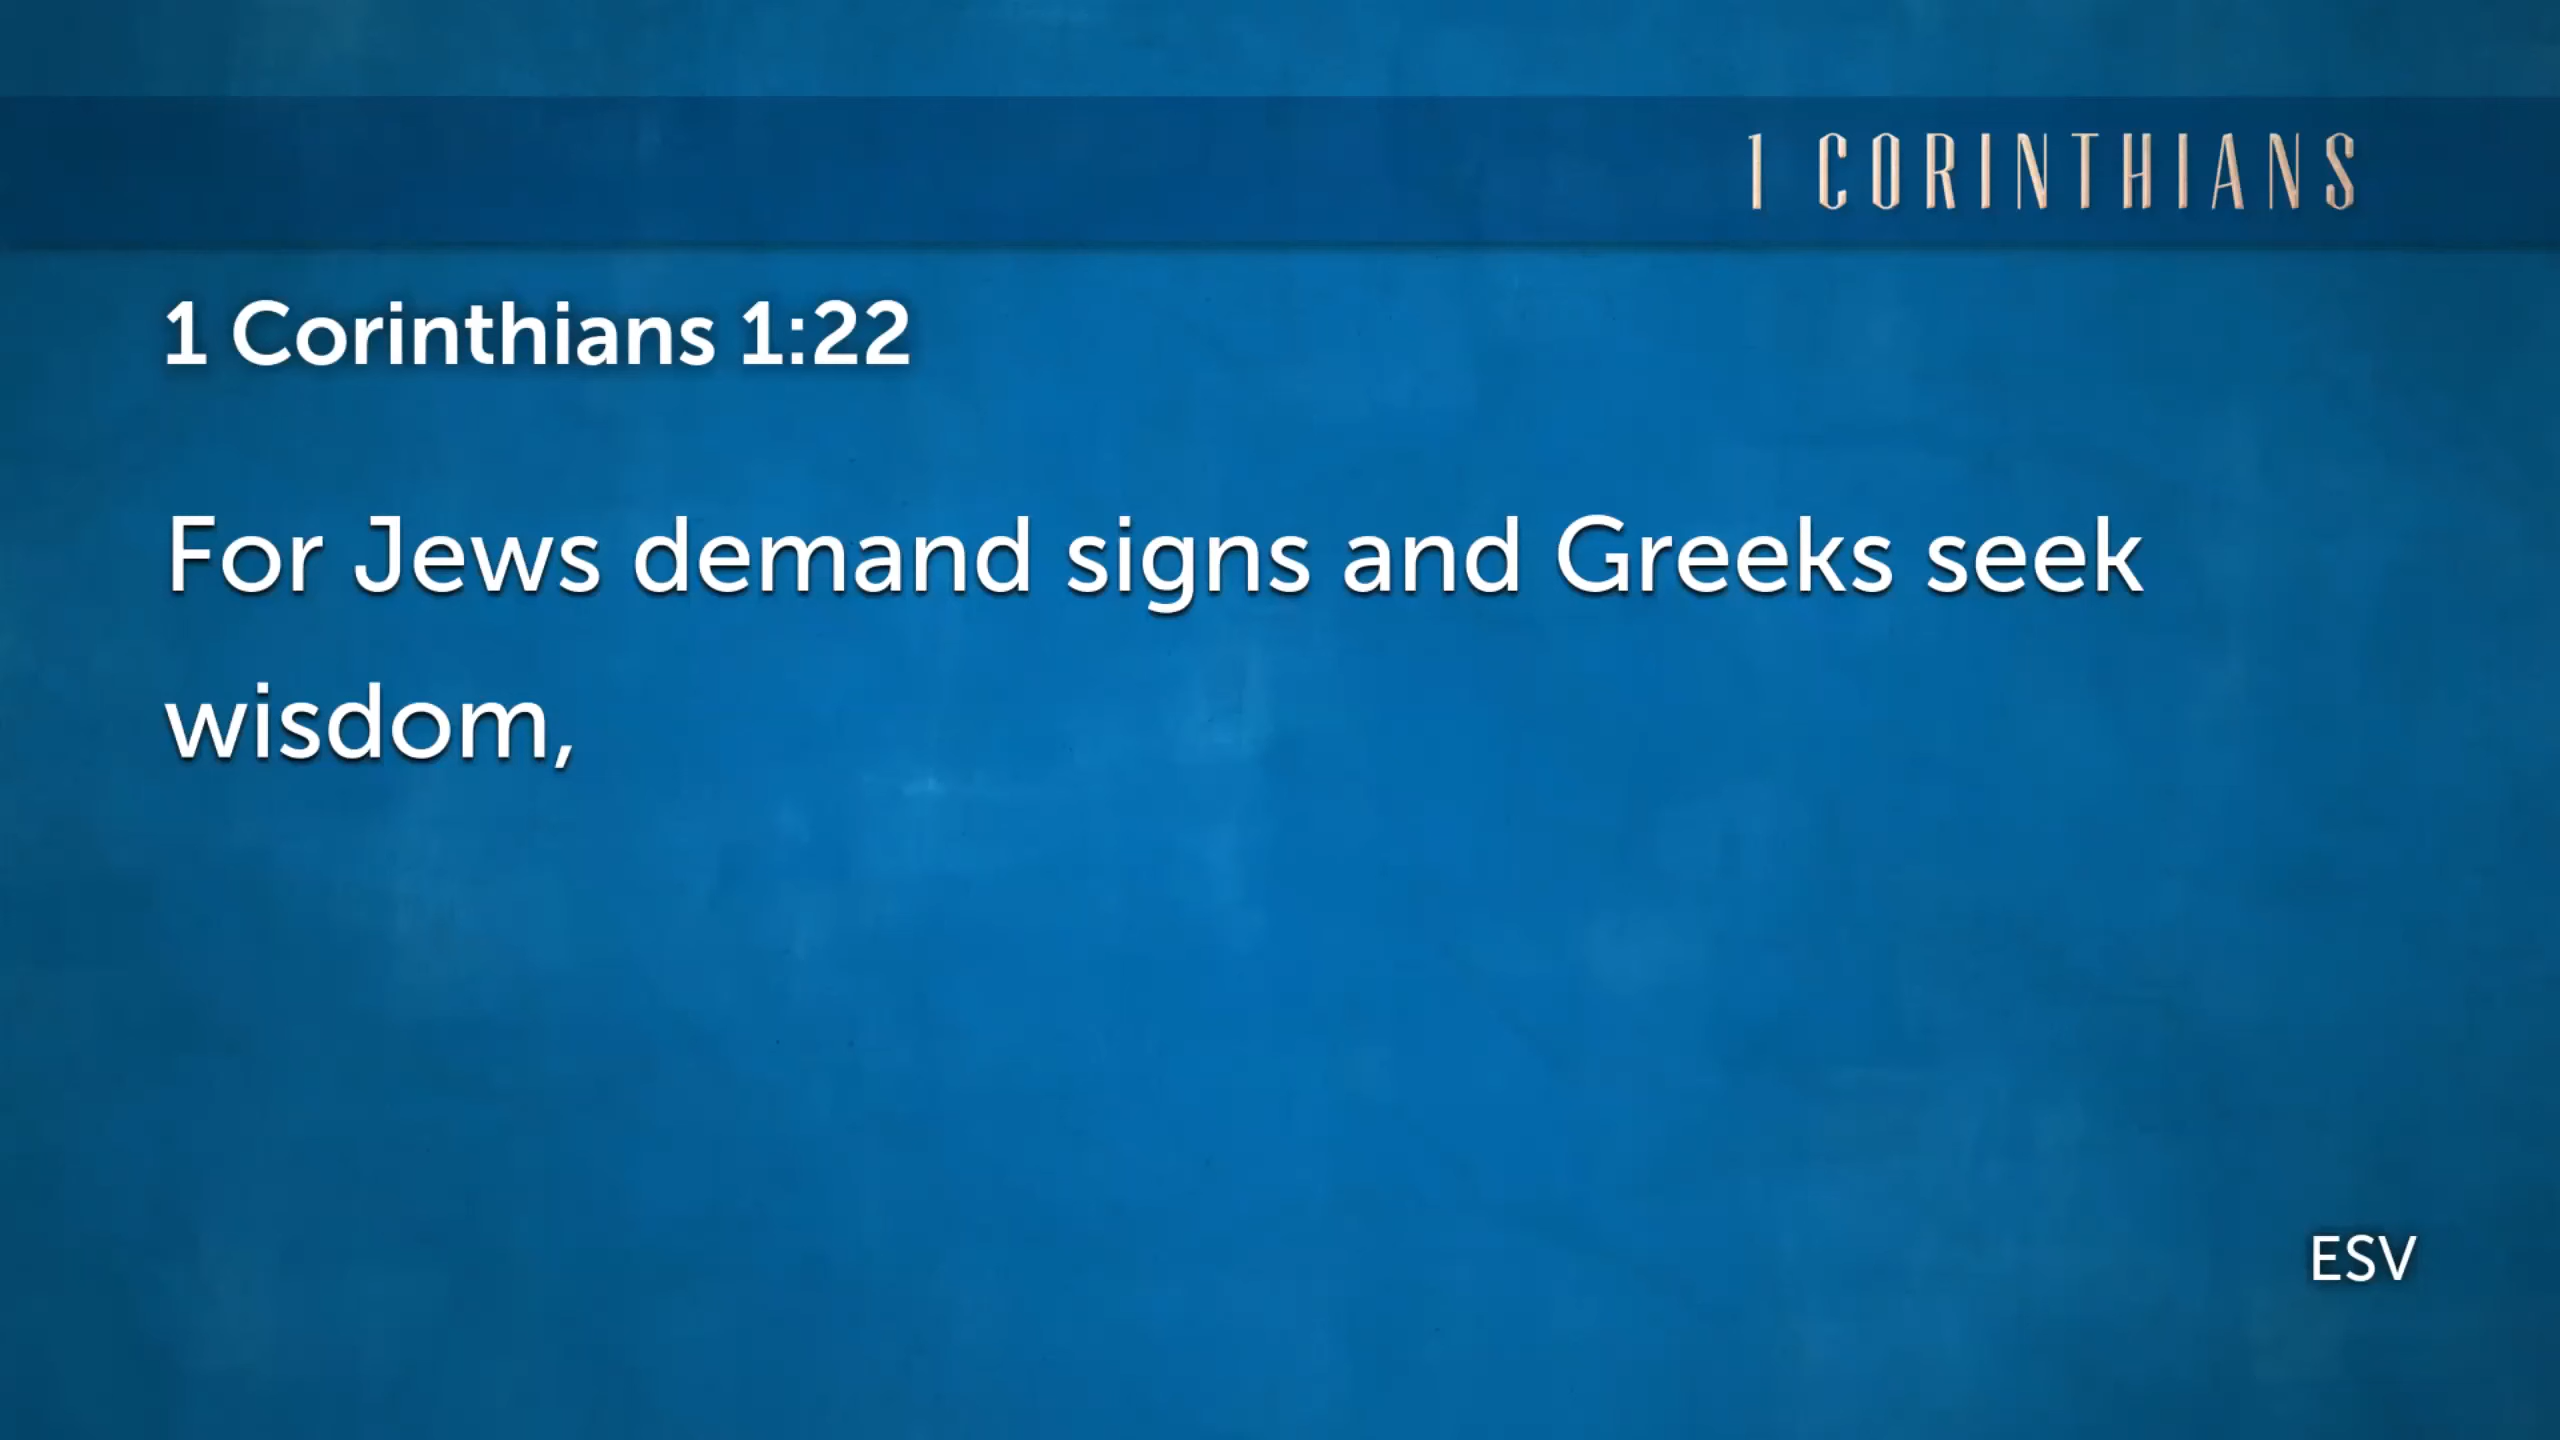 1 CORINTHIANS
1 Corinthians 1:22
For Jews demand signs and Greeks seek
wisdom,
ESV